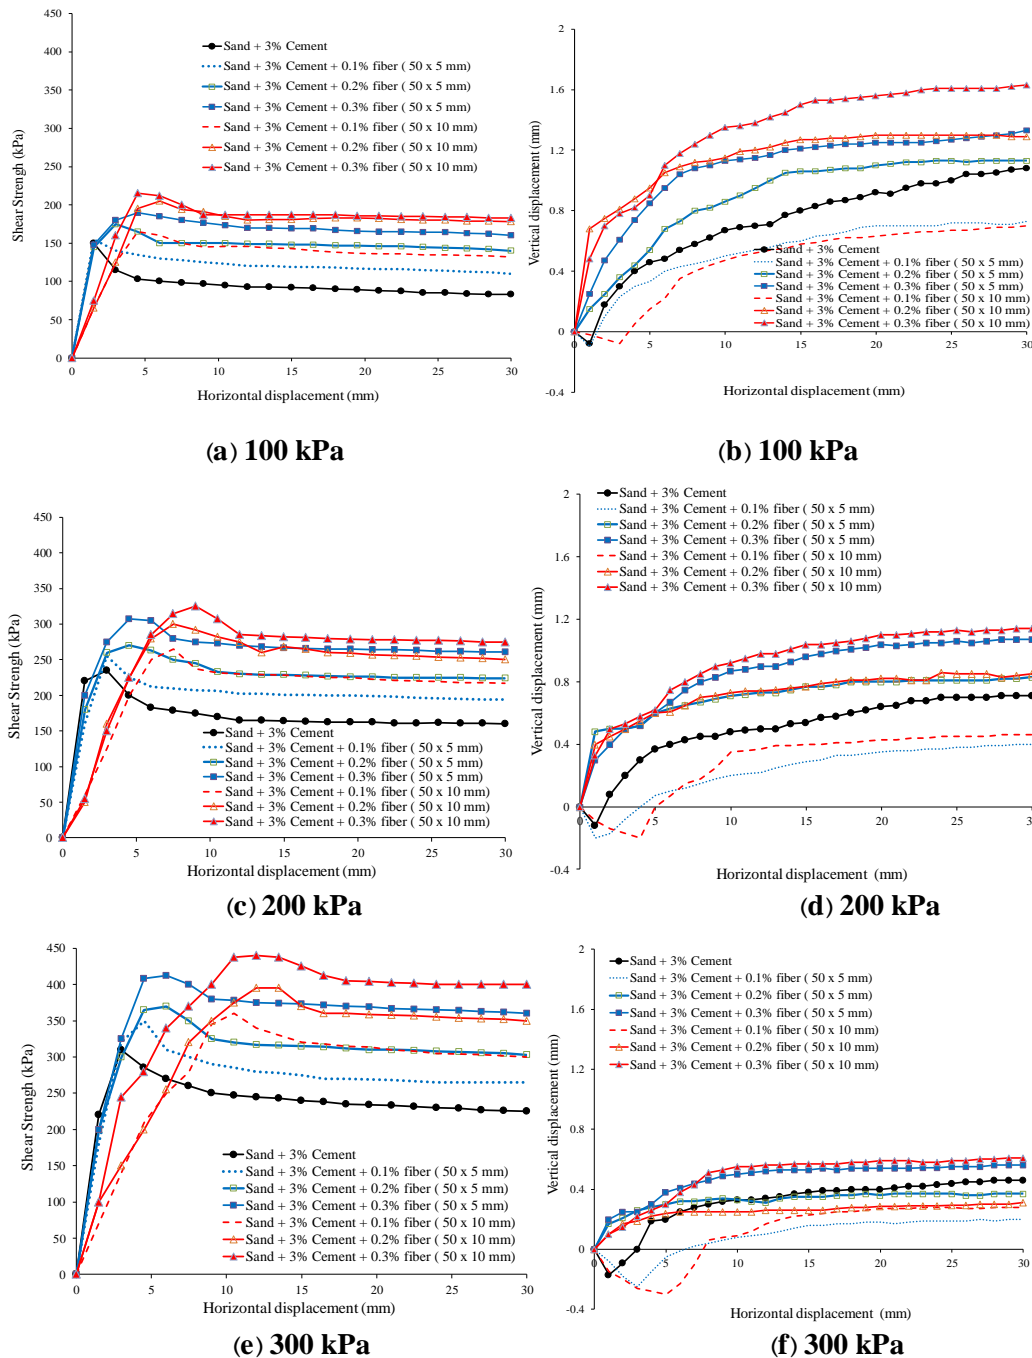 450
400
350
300
250
200
150
100
50
0
Shear Strengh (kPa)
Sand + 3% Cement
Sand + 3% Cement + 0.1% fiber ( 50 x 5 mm)
Sand + 3% Cement + 0.2% fiber ( 50 x 5 mm)
Sand + 3% Cement + 0.3% fiber ( 50 x 5 mm)
Sand + 3% Cement + 0.1% fiber ( 50 x 10 mm)
Sand + 3% Cement + 0.2% fiber ( 50 x 10 mm)
Sand + 3% Cement + 0.3% fiber ( 50 x 10 mm)
0 5 10 15 20 25 30
Horizontal displacement (mm)
(a) 100 kPa
2
1.6
1.2
0.8
0.4
0
-0.4
Vertical displacement (mm)
Sand + 3% Cement
Sand + 3% Cement + 0.1% fiber ( 50 x 5 mm)
Sand + 3% Cement + 0.2% fiber ( 50 x 5 mm)
Sand + 3% Cement + 0.3% fiber ( 50 x 5 mm)
Sand + 3% Cement + 0.1% fiber ( 50 x 10 mm)
Sand + 3% Cement + 0.2% fiber ( 50 x 10 mm)
Sand + 3% Cement + 0.3% fiber ( 50 x 10 mm)
0 5 10 15 20 25 30
Horizontal displacement (mm)
(b) 100 kPa
450
400
350
300
250
200
150
100
50
0
Shear Strengh (kPa)
Sand + 3% Cement
Sand + 3% Cement + 0.1% fiber ( 50 x 5 mm)
Sand + 3% Cement + 0.2% fiber ( 50 x 5 mm)
Sand + 3% Cement + 0.3% fiber ( 50 x 5 mm)
Sand + 3% Cement + 0.1% fiber ( 50 x 10 mm)
Sand + 3% Cement + 0.2% fiber ( 50 x 10 mm)
Sand + 3% Cement + 0.3% fiber ( 50 x 10 mm)
0 5 10 15 20 25 30
Horizontal displacement (mm)
(c) 200 kPa
2
1.6
1.2
0.8
0.4
0
-0.4
Vertical displacement (mm)
Sand + 3% Cement
Sand + 3% Cement + 0.1% fiber ( 50 x 5 mm)
Sand + 3% Cement + 0.2% fiber ( 50 x 5 mm)
Sand + 3% Cement + 0.3% fiber ( 50 x 5 mm)
Sand + 3% Cement + 0.1% fiber ( 50 x 10 mm)
Sand + 3% Cement + 0.2% fiber ( 50 x 10 mm)
Sand + 3% Cement + 0.3% fiber ( 50 x 10 mm)
0 5 10 15 20 25 30
Horizontal displacement (mm)
(d) 200 kPa
450
400
350
300
250
200
150
100
50
0
Shear Strengh (kPa)
Sand + 3% Cement
Sand + 3% Cement + 0.1% fiber ( 50 x 5 mm)
Sand + 3% Cement + 0.2% fiber ( 50 x 5 mm)
Sand + 3% Cement + 0.3% fiber ( 50 x 5 mm)
Sand + 3% Cement + 0.1% fiber ( 50 x 10 mm)
Sand + 3% Cement + 0.2% fiber ( 50 x 10 mm)
Sand + 3% Cement + 0.3% fiber ( 50 x 10 mm)
0 5 10 15 20 25 30
Horizontal displacement (mm)
(e) 300 kPa
2
1.6
1.2
0.8
0.4
0
-0.4
Vertical displacement (mm)
Sand + 3% Cement
Sand + 3% Cement + 0.1% fiber ( 50 x 5 mm)
Sand + 3% Cement + 0.2% fiber ( 50 x 5 mm)
Sand + 3% Cement + 0.3% fiber ( 50 x 5 mm)
Sand + 3% Cement + 0.1% fiber ( 50 x 10 mm)
Sand + 3% Cement + 0.2% fiber ( 50 x 10 mm)
Sand + 3% Cement + 0.3% fiber ( 50 x 10 mm)
0 5 10 15 20 25 30
Horizontal displacement (mm)
(f) 300 kPa